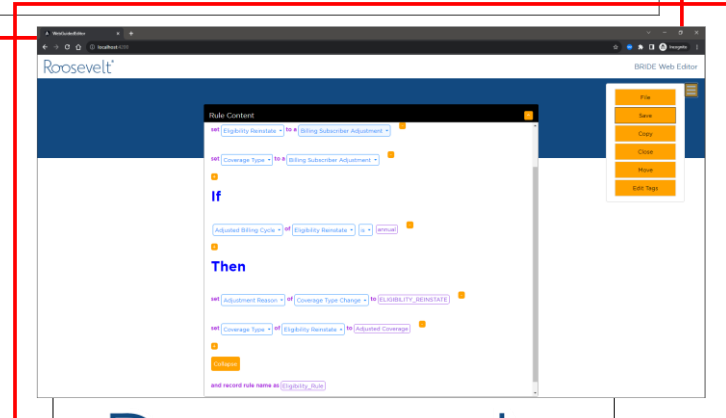 WebGuidedEditor
localhost:4200
Incognito
Roosevelt
BRIDE Web Editor
File
Save
Copy
Close
Move
Edit Tags
Rule Content
set Eligibility Reinstate to a Billing Subscriber Adjustment
set Coverage Type to a Billing Subscriber Adjustment
If
Adjusted Billing Cycle of Eligibility Reinstate is annual
Then
set Adjustment Reason of Coverage Type Change to ELIGIBILITY_REINSTATE
set Coverage Type of Eligibility Reinstate to Adjusted Coverage
Collapse
and record rule name as Eligibility_Rule